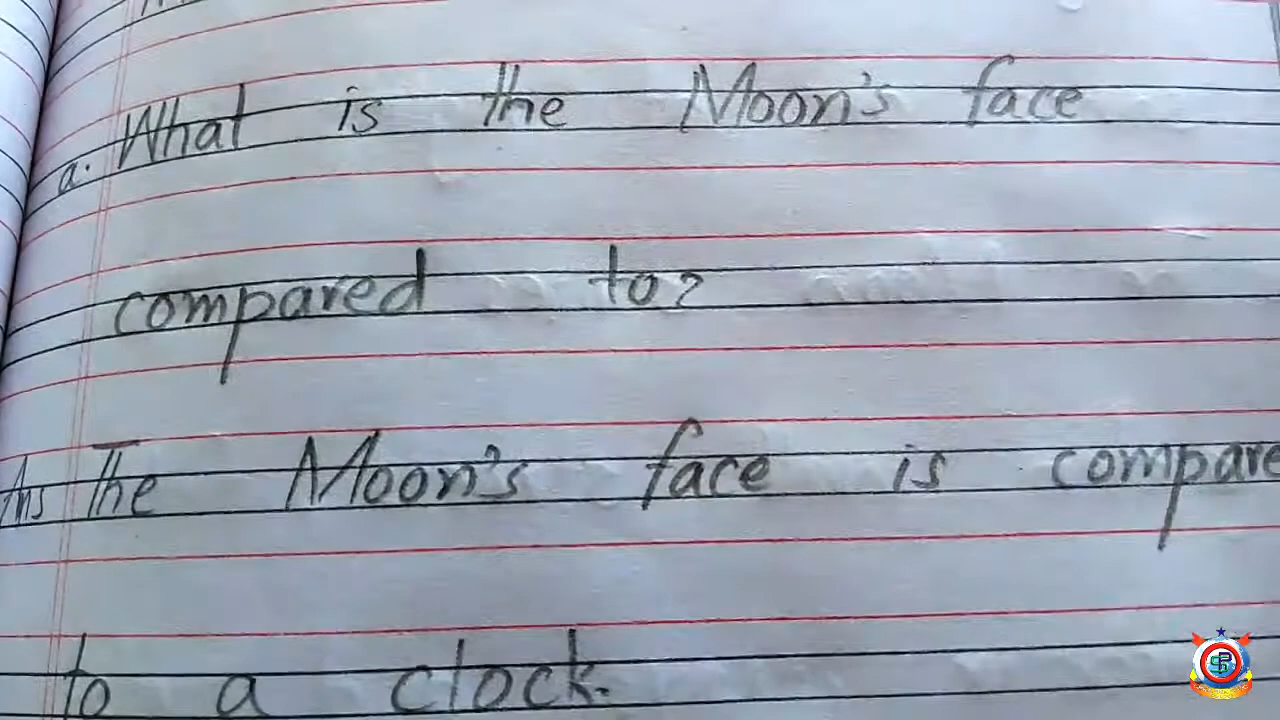 a. What is the Moon's face
compared to?
Ans The Moon's face is compare
to a clock.